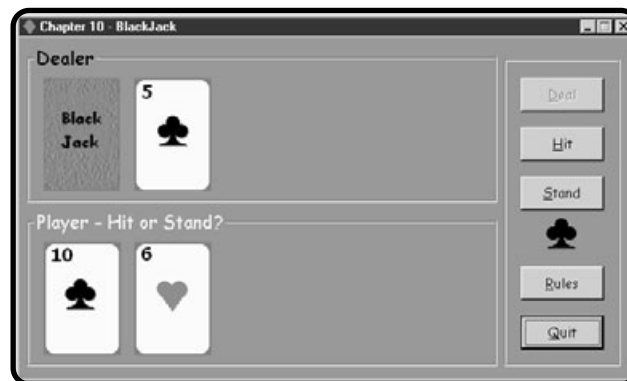 Chapter 10 - BlackJack
Dealer
Black
Jack
5
Player - Hit or Stand?
10
6
Deal
Hit
Stand
Rules
Quit